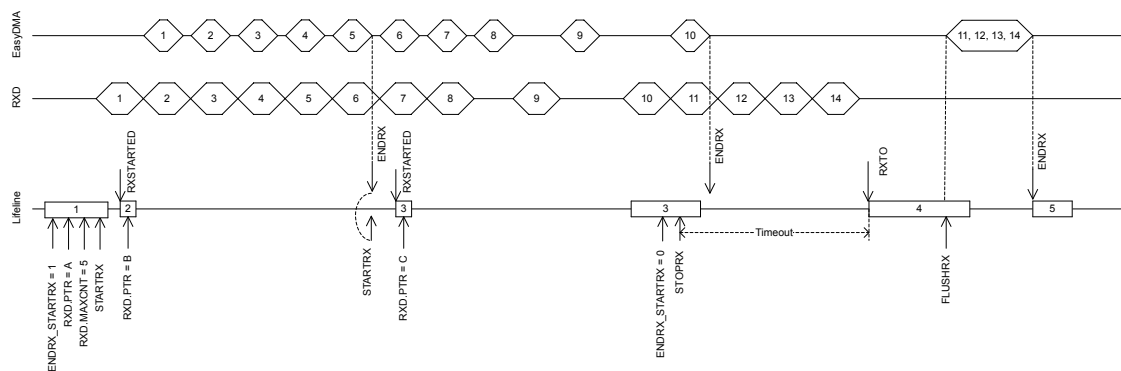 EasyDMA
1 2 3 4 5 6 7 8 9 10 11, 12, 13, 14
RXD
1 2 3 4 5 6 7 8 9 10 11 12 13 14
RXSTARTED
ENDRX
RXSTARTED
ENDRX
RXTO
ENDRX
Lifeline
1 2 3 3 4 5
Timeout
ENDRX_STARTRX = 1
RXD.PTR = A
RXD.MAXCNT = 5
STARTRX
RXD.PTR = B
STARTRX
RXD.PTR = C
ENDRX_STARTRX = 0
STOPRX
FLUSHRX